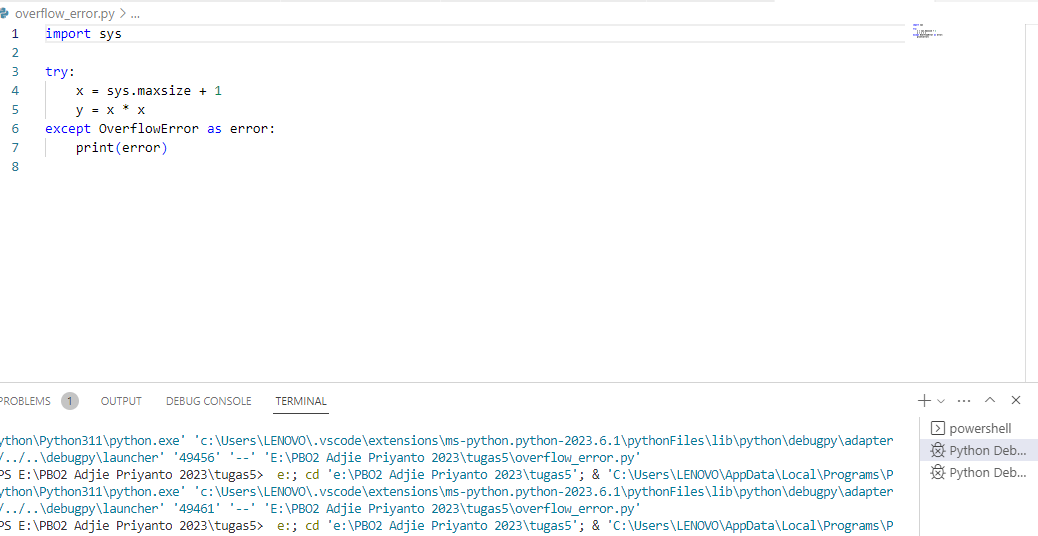 overflow_error.py > ...
1 import sys
2
3 try:
4     x = sys.maxsize + 1
5     y = x * x
6 except OverflowError as error:
7     print(error)
8
PROBLEMS 1 OUTPUT DEBUG CONSOLE TERMINAL
powershell
Python Deb...
Python Deb...
ython\Python311\python.exe' 'c:\Users\LENOVO\.vscode\extensions\ms-python.python-2023.6.1\pythonFiles\lib\python\debugpy\adapter
/../..\debugpy\launcher' '49456' '--' 'E:\PBO2 Adjie Priyanto 2023\tugas5\overflow_error.py'
PS E:\PBO2 Adjie Priyanto 2023\tugas5>  e:; cd 'e:\PBO2 Adjie Priyanto 2023\tugas5'; & 'C:\Users\LENOVO\AppData\Local\Programs\P
ython\Python311\python.exe' 'c:\Users\LENOVO\.vscode\extensions\ms-python.python-2023.6.1\pythonFiles\lib\python\debugpy\adapter
/../..\debugpy\launcher' '49461' '--' 'E:\PBO2 Adjie Priyanto 2023\tugas5\overflow_error.py'
PS E:\PBO2 Adjie Priyanto 2023\tugas5>  e:; cd 'e:\PBO2 Adjie Priyanto 2023\tugas5'; & 'C:\Users\LENOVO\AppData\Local\Programs\P